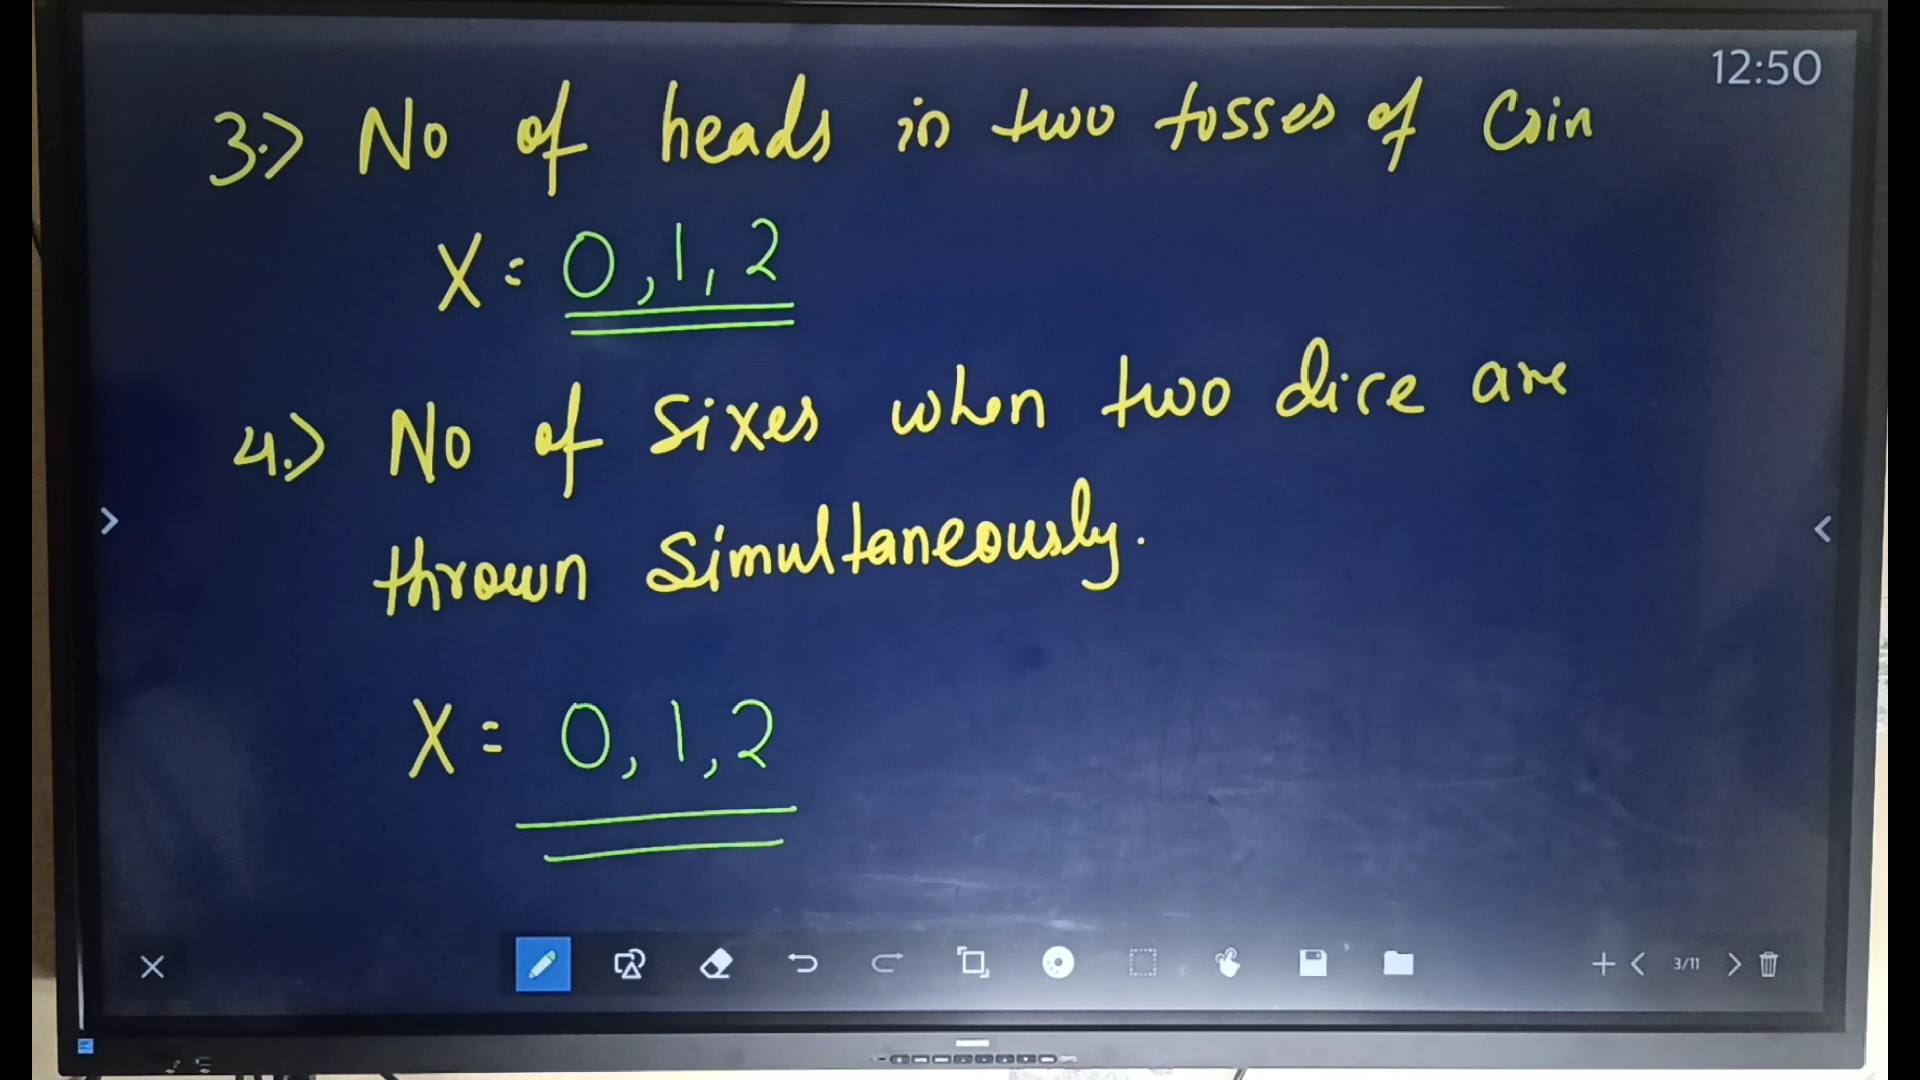 12:50
3.) No of heads in two tosses of Coin
X = 0, 1, 2
4.) No of Sixes when two dice are
thrown Simultaneously.
X = 0, 1, 2
3/11